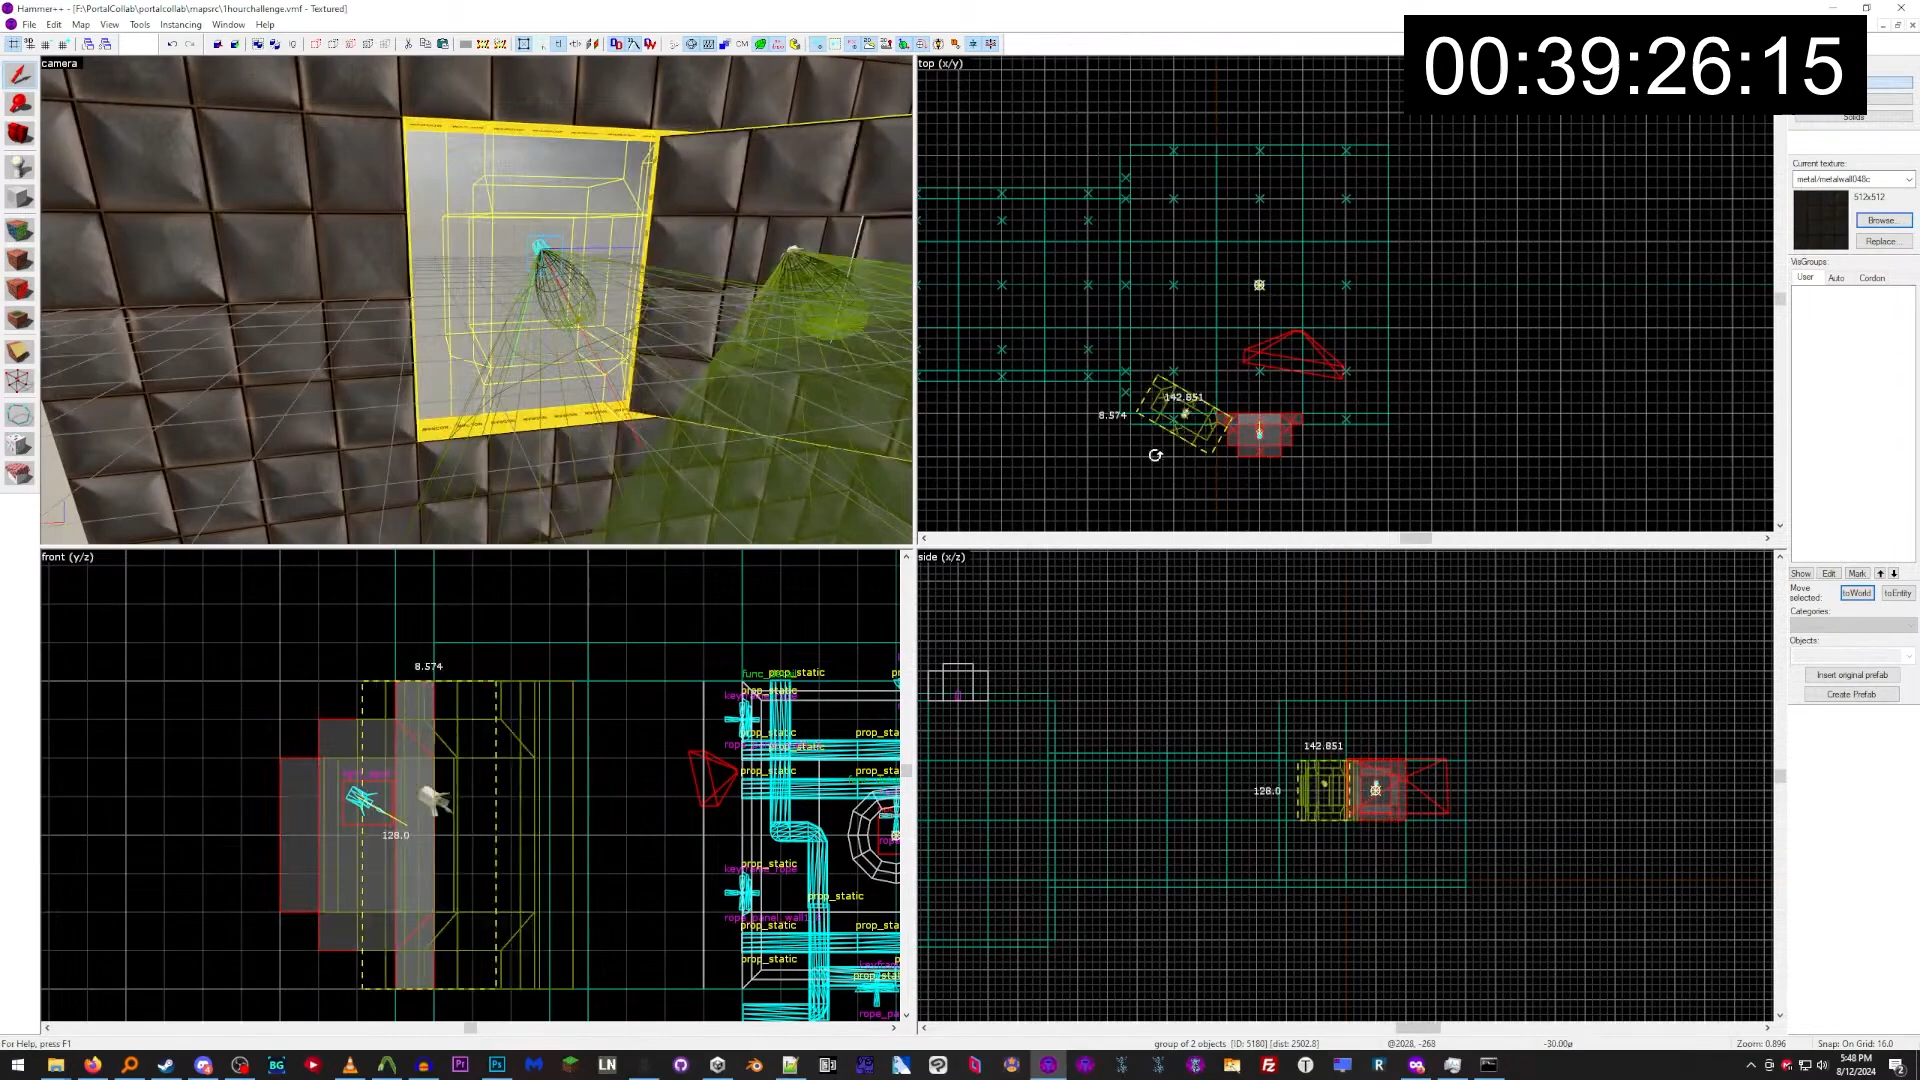 Hammer++ - [F:\PortalCollab\portalcollab\mapsrc\1hourchallenge.vmf - Textured]
File Edit Map View Tools Instancing Window Help
00:39:26:15
camera
top (x/y)
Solids
Current texture:
metal/metalwall048c
512x512
Browse...
Replace...
VisGroups:
User Auto Cordon
142.851
8.574
front (y/z)
side (x/z)
8.574
128.0
142.851
128.0
prop_static
prop_static
prop_static
prop_static
prop_static
prop_static
prop_static
prop_static
prop_static
Show Edit Mark
Move selected:
toWorld toEntity
Categories:
Objects:
Insert original prefab
Create Prefab
For Help, press F1
group of 2 objects [ID: 5180] [dist: 2502.8]
@2028, -268
-30.00ø
Zoom: 0.896
Snap: On Grid: 16.0
BG
Pr
Ps
LN
5:48 PM
8/12/2024